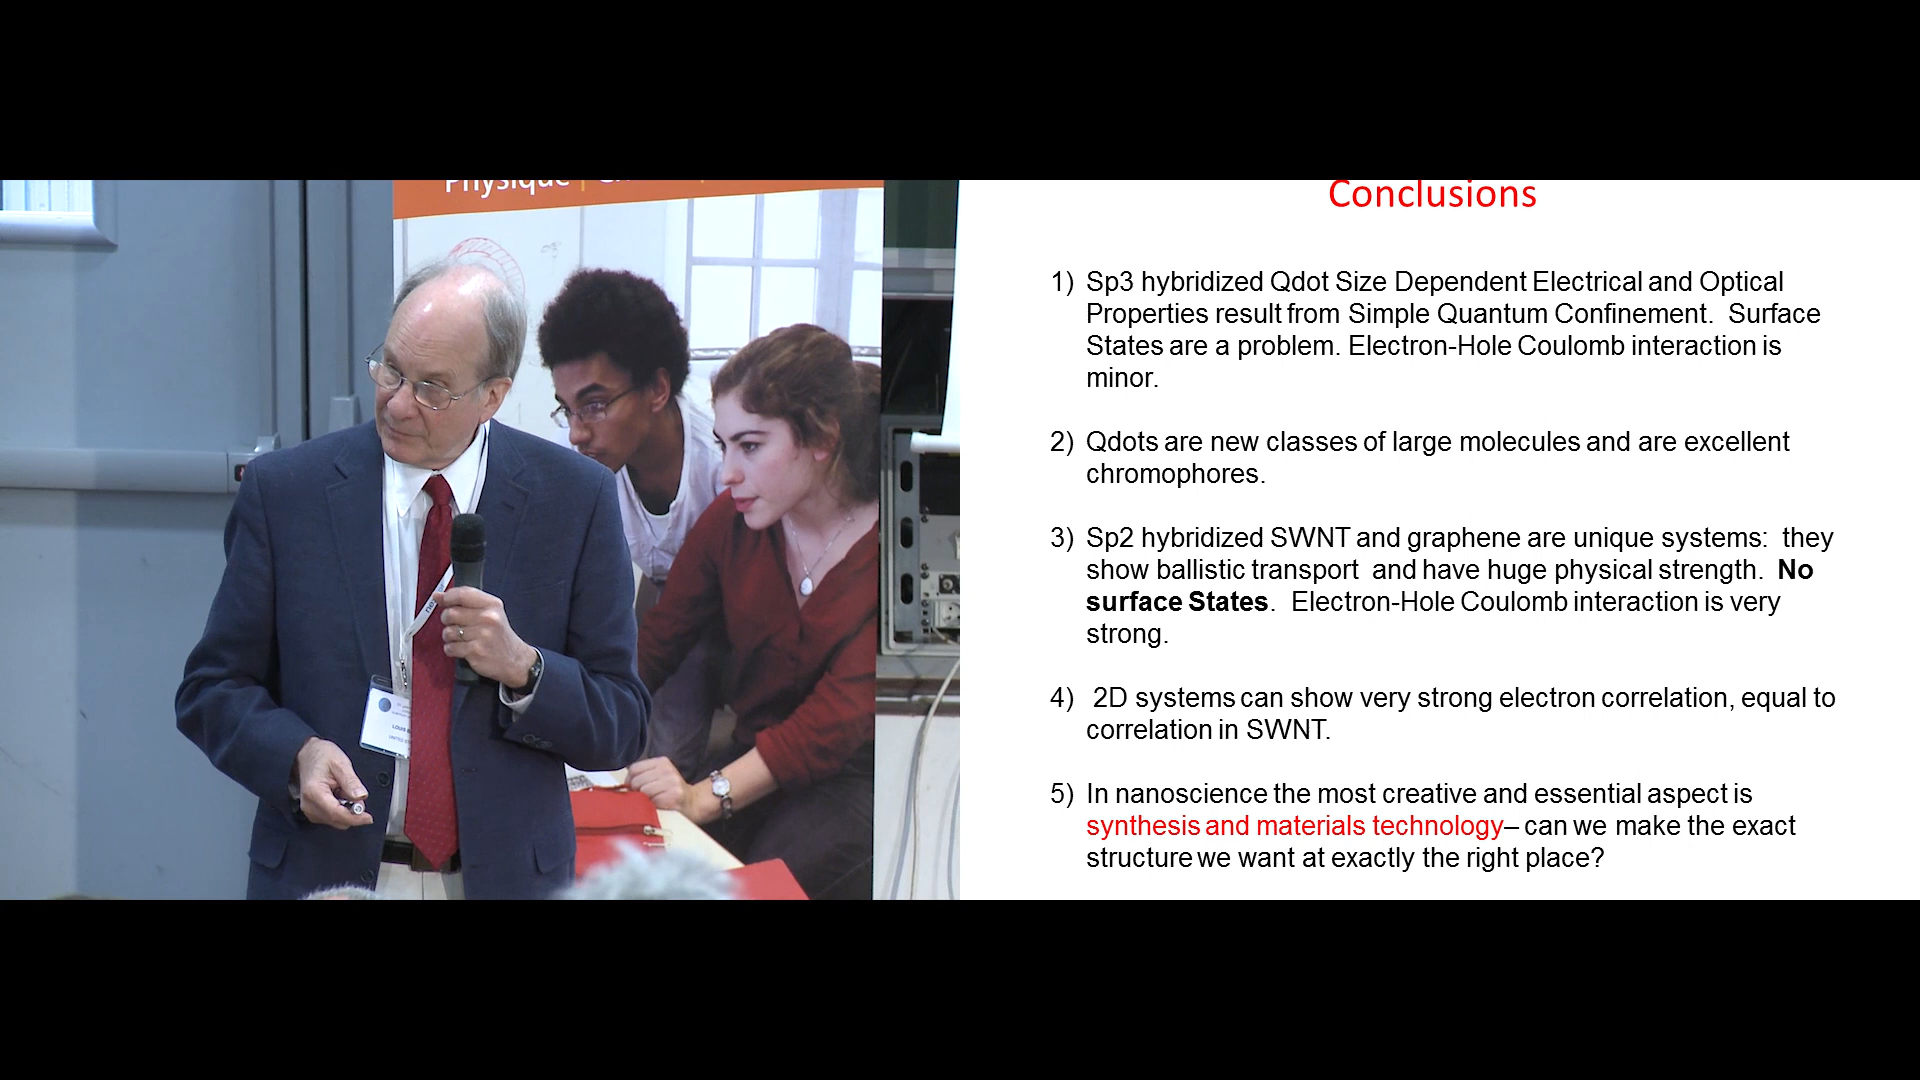 Physique
Conclusions
1) Sp3 hybridized Qdot Size Dependent Electrical and Optical
Properties result from Simple Quantum Confinement. Surface
States are a problem. Electron-Hole Coulomb interaction is
minor.
2) Qdots are new classes of large molecules and are excellent
chromophores.
3) Sp2 hybridized SWNT and graphene are unique systems: they
show ballistic transport and have huge physical strength. No
surface States. Electron-Hole Coulomb interaction is very
strong.
4) 2D systems can show very strong electron correlation, equal to
correlation in SWNT.
5) In nanoscience the most creative and essential aspect is
synthesis and materials technology– can we make the exact
structure we want at exactly the right place?
LOUIS